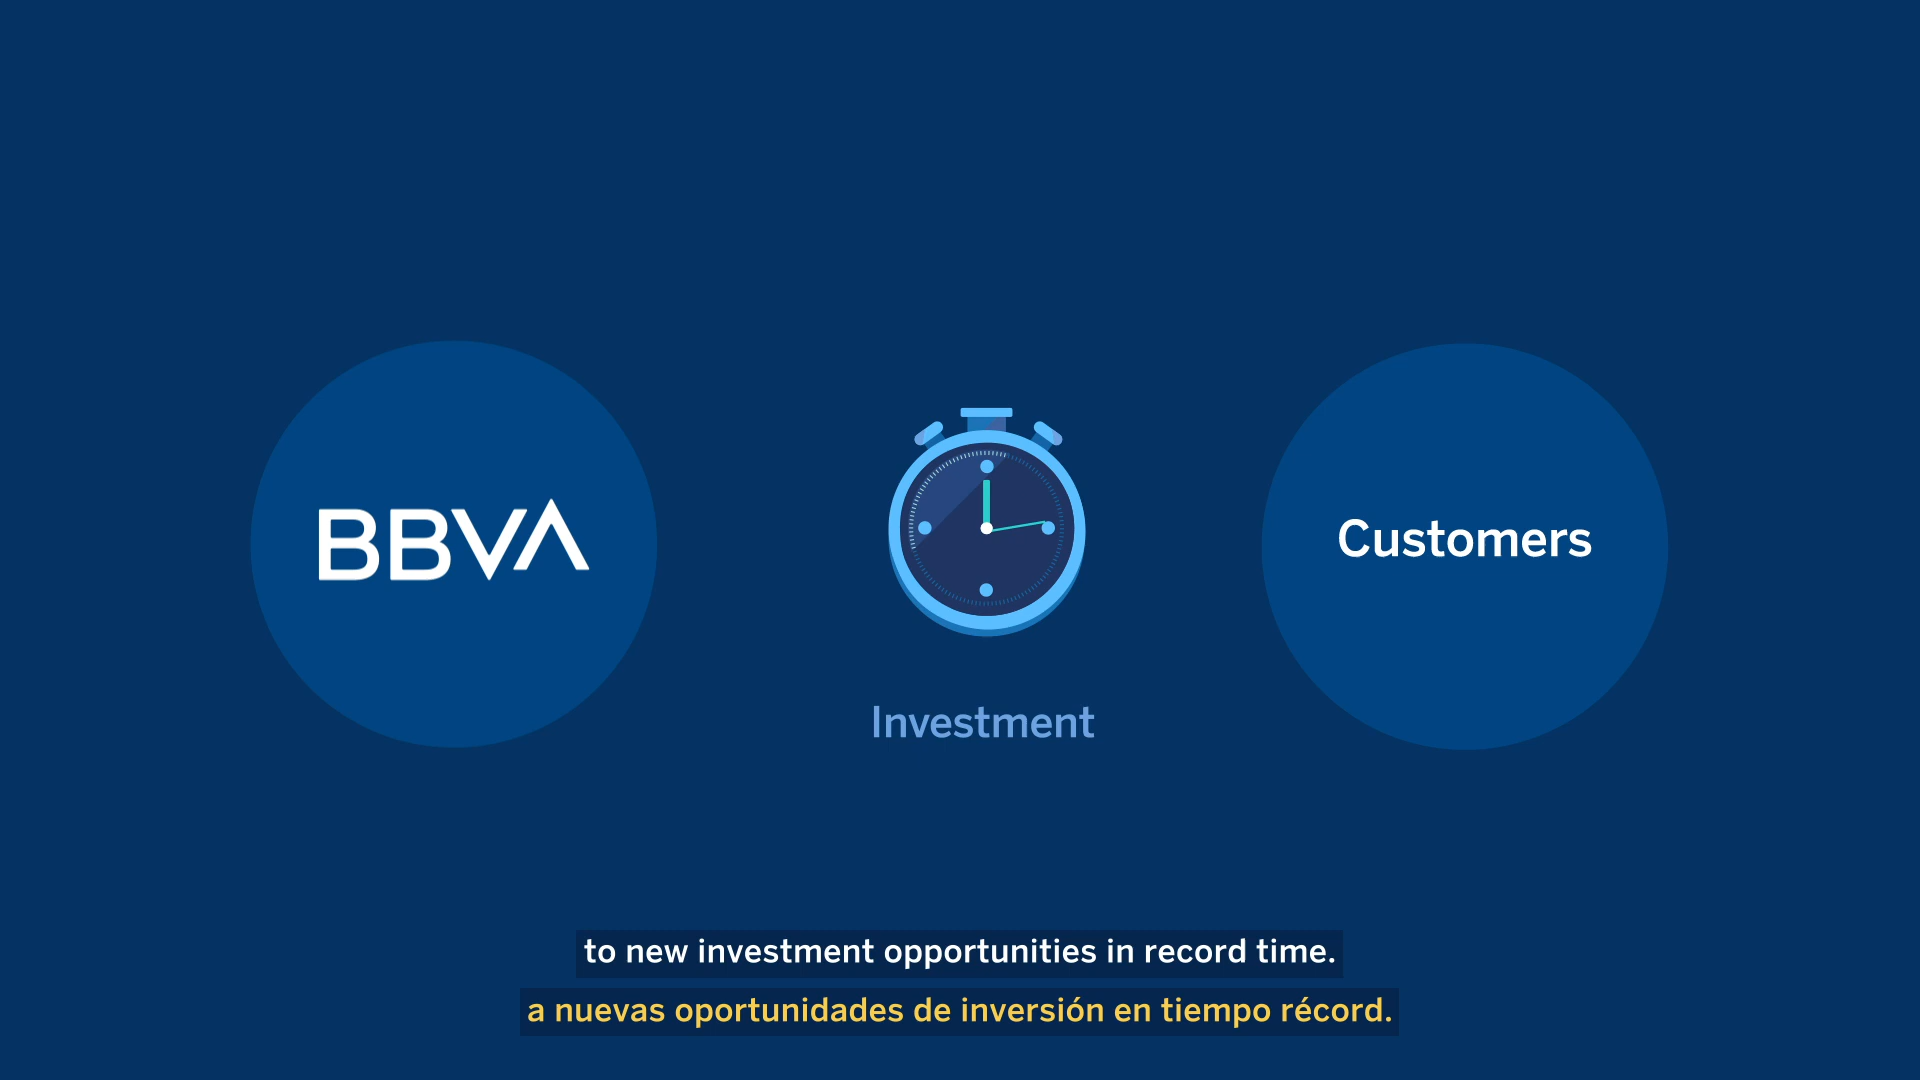 BBVA
Customers
Investment
to new investment opportunities in record time.
a nuevas oportunidades de inversión en tiempo récord.